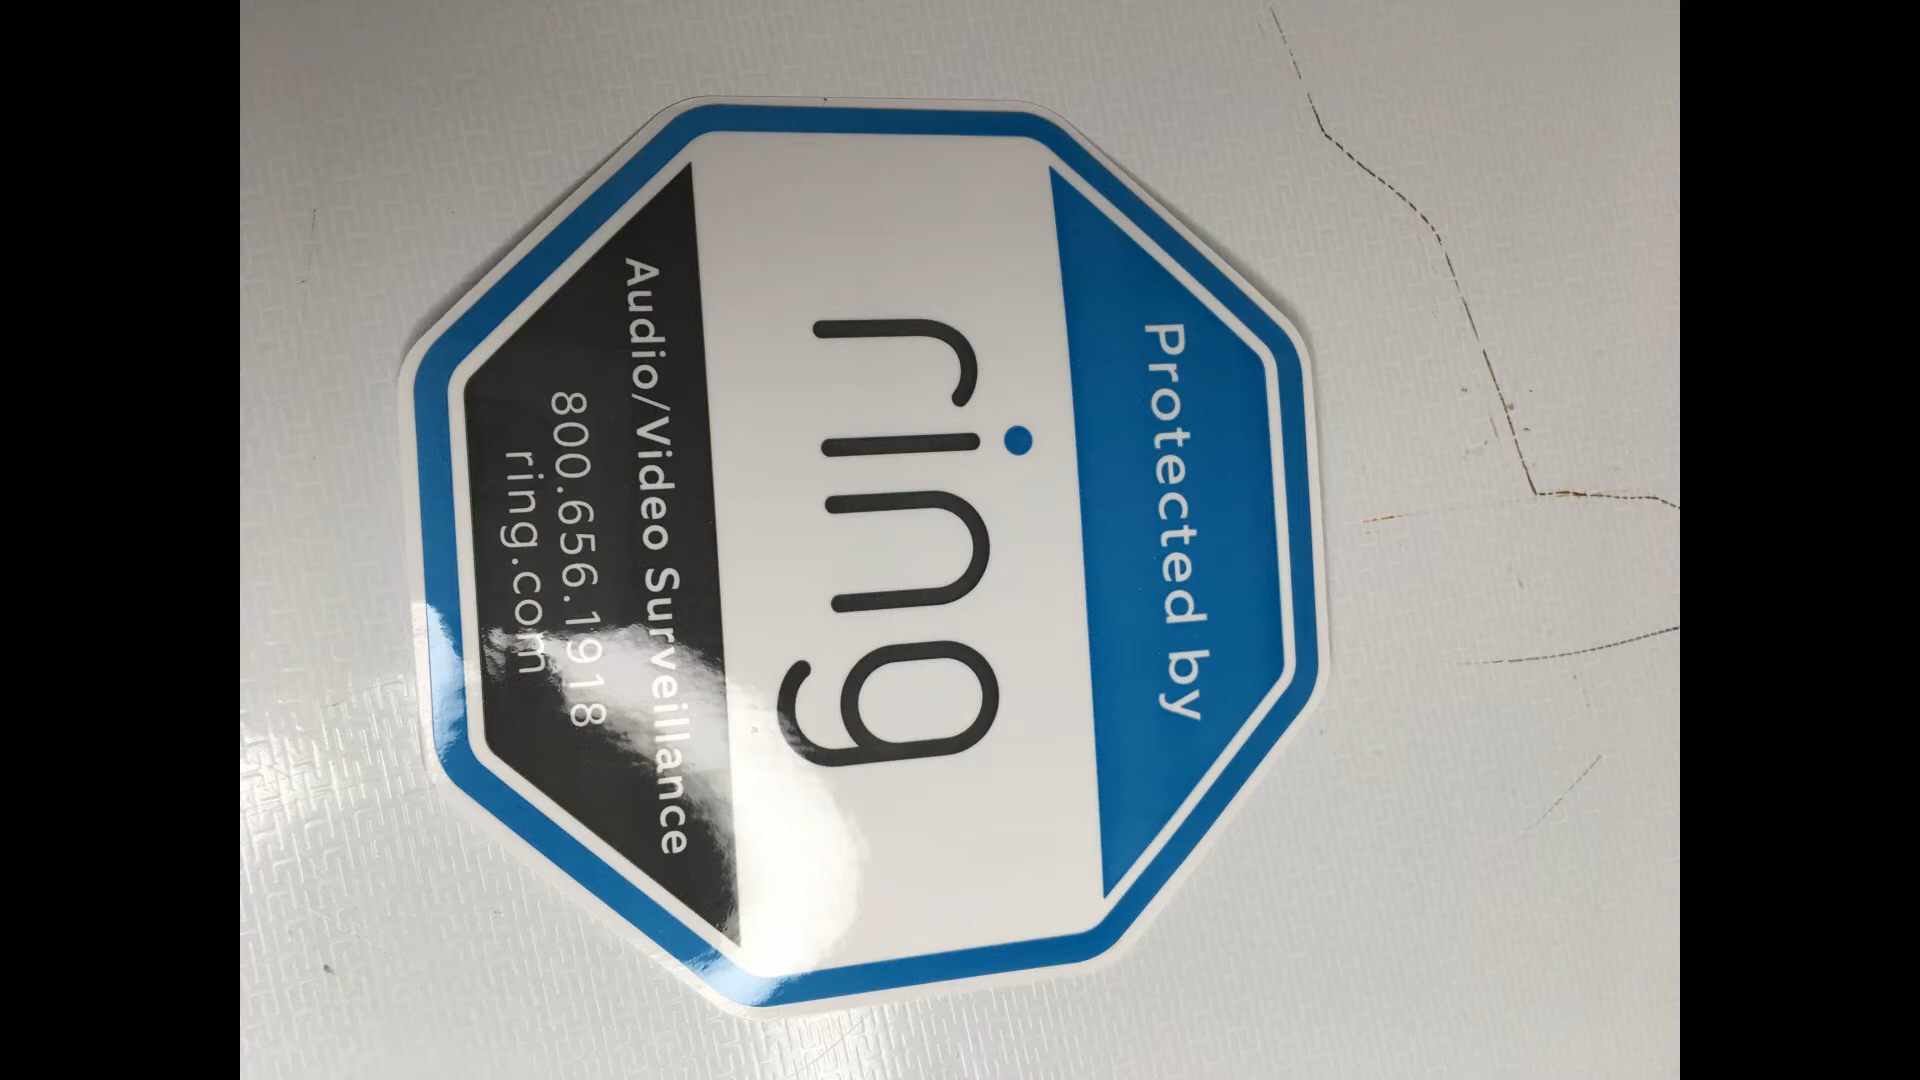 Protected by
ring
Audio/Video Surveillance
800.656.1918
ring.com